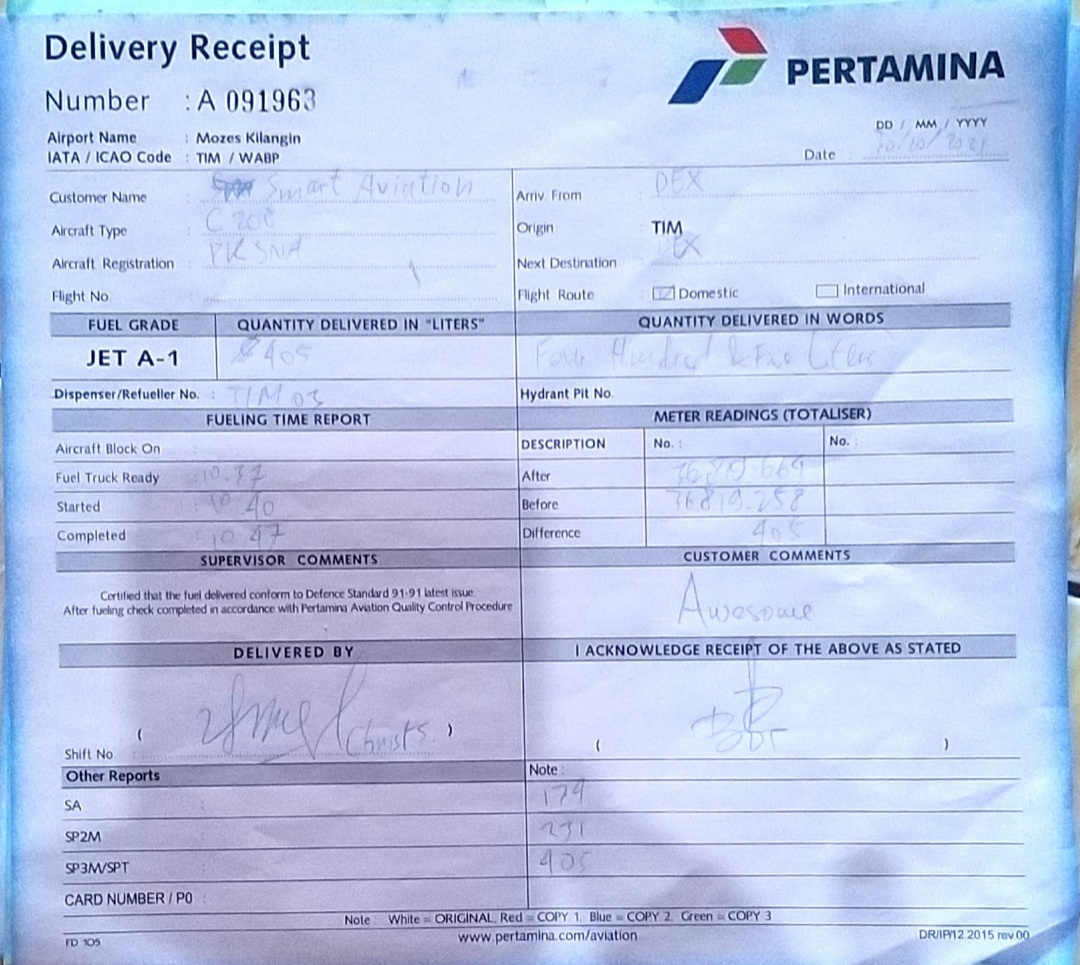 Delivery Receipt
PERTAMINA
Number : A 091963
DD / MM / YYYY
Airport Name : Mozes Kilangin
IATA / ICAO Code : TIM / WABP
Date : /10/2021
Customer Name : Smart Aviation
Arriv From DEX
Aircraft Type : C 208
Origin TIM
Aircraft Registration : PK SNA
Next Destination DEX
Flight No.
Flight Route Domestic International
FUEL GRADE QUANTITY DELIVERED IN "LITERS" QUANTITY DELIVERED IN WORDS
JET A-1 405 Four Hundred & Five Liter
Dispenser/Refueller No. : TIM 03 Hydrant Pit No.
FUELING TIME REPORT METER READINGS (TOTALISER)
Aircraft Block On DESCRIPTION No. : No. :
Fuel Truck Ready : 10.37 After
Started : 10.40 Before 76819.258
Completed : 10.47 Difference 405
SUPERVISOR COMMENTS CUSTOMER COMMENTS
Certified that the fuel delivered conform to Defence Standard 91-91 latest issue.
After fueling check completed in accordance with Pertamina Aviation Quality Control Procedure
Awesome
DELIVERED BY I ACKNOWLEDGE RECEIPT OF THE ABOVE AS STATED
( )
Shift No. ( )
Other Reports Note :
SA : 174
SP2M : 231
SP3M/SPT : 405
CARD NUMBER / PO :
Note : White = ORIGINAL, Red = COPY 1, Blue = COPY 2, Green = COPY 3
FD 105 www.pertamina.com/aviation DR/IP/12.2015 rev 00